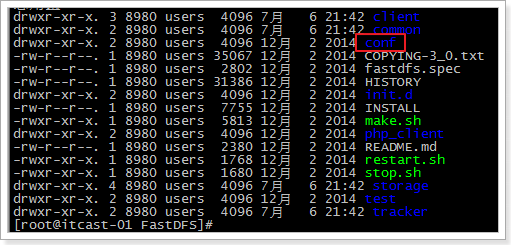 drwxr-xr-x. 3 8980 users 4096 7月 6 21:42 client
drwxr-xr-x. 2 8980 users 4096 7月 6 21:42 common
drwxr-xr-x. 2 8980 users 4096 12月 2 2014 conf
-rw-r--r--. 1 8980 users 35067 12月 2 2014 COPYING-3_0.txt
-rw-r--r--. 1 8980 users 2802 12月 2 2014 fastdfs.spec
-rw-r--r--. 1 8980 users 31386 12月 2 2014 HISTORY
drwxr-xr-x. 2 8980 users 4096 12月 2 2014 init.d
-rw-r--r--. 1 8980 users 7755 12月 2 2014 INSTALL
-rwxr-xr-x. 1 8980 users 5813 12月 2 2014 make.sh
drwxr-xr-x. 2 8980 users 4096 12月 2 2014 php_client
-rw-r--r--. 1 8980 users 2380 12月 2 2014 README.md
-rwxr-xr-x. 1 8980 users 1768 12月 2 2014 restart.sh
-rwxr-xr-x. 1 8980 users 1680 12月 2 2014 stop.sh
drwxr-xr-x. 4 8980 users 4096 7月 6 21:42 storage
drwxr-xr-x. 2 8980 users 4096 12月 2 2014 test
drwxr-xr-x. 2 8980 users 4096 7月 6 21:42 tracker
[root@itcast-01 FastDFS]#